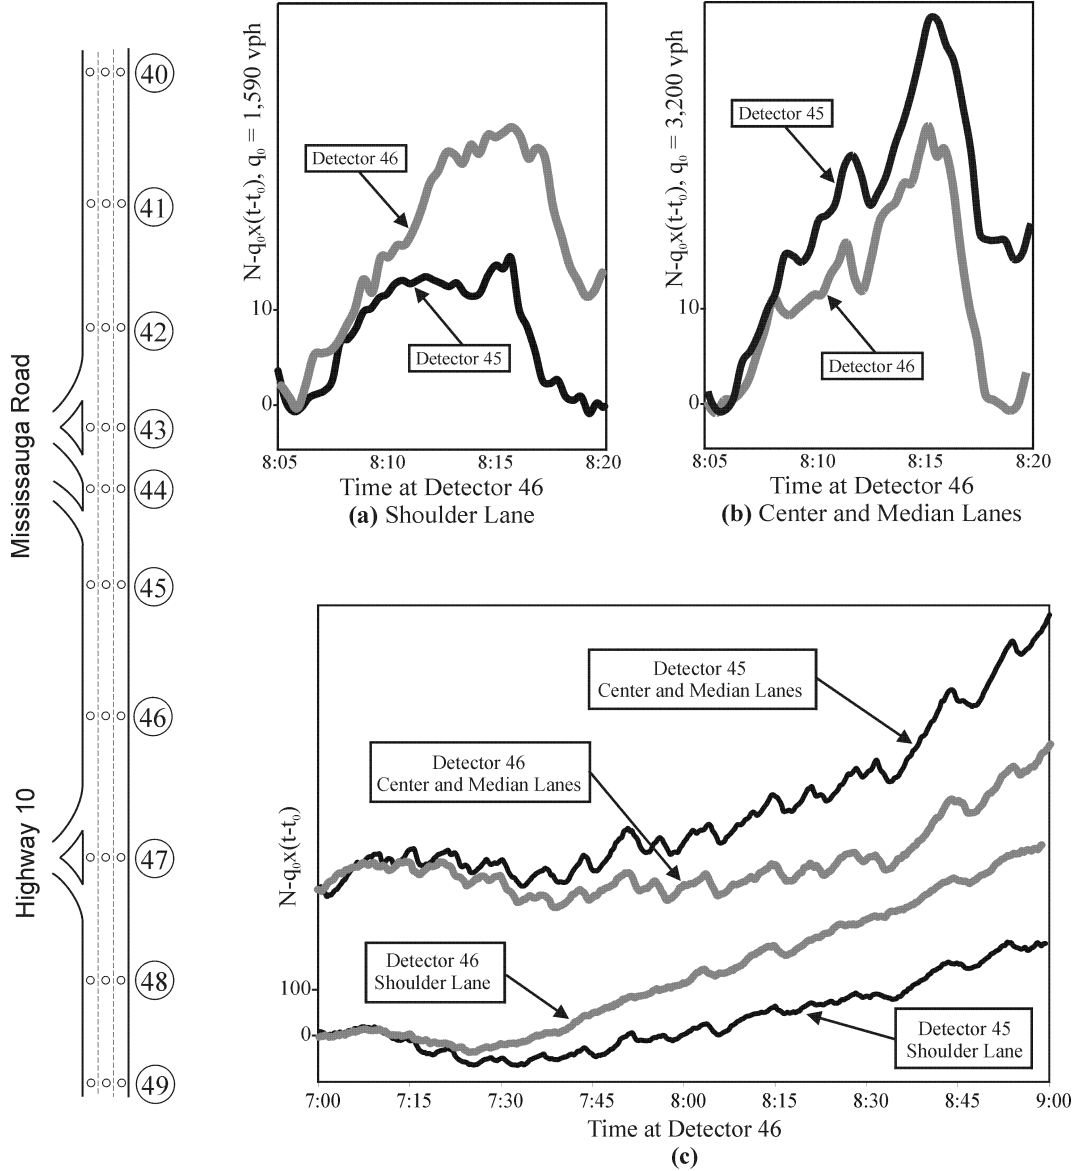 40
41
42
43
44
45
46
47
48
49
Mississauga Road
Highway 10
N-q₀x(t-t₀), q₀ = 1,590 vph
Detector 46
Detector 45
10
0
8:05
8:10
8:15
8:20
Time at Detector 46
(a) Shoulder Lane
N-q₀x(t-t₀), q₀ = 3,200 vph
Detector 45
Detector 46
10
0
8:05
8:10
8:15
8:20
Time at Detector 46
(b) Center and Median Lanes
N-q₀x(t-t₀)
Detector 45
Center and Median Lanes
Detector 46
Center and Median Lanes
Detector 46
Shoulder Lane
Detector 45
Shoulder Lane
100
0
7:00
7:15
7:30
7:45
8:00
8:15
8:30
8:45
9:00
Time at Detector 46
(c)